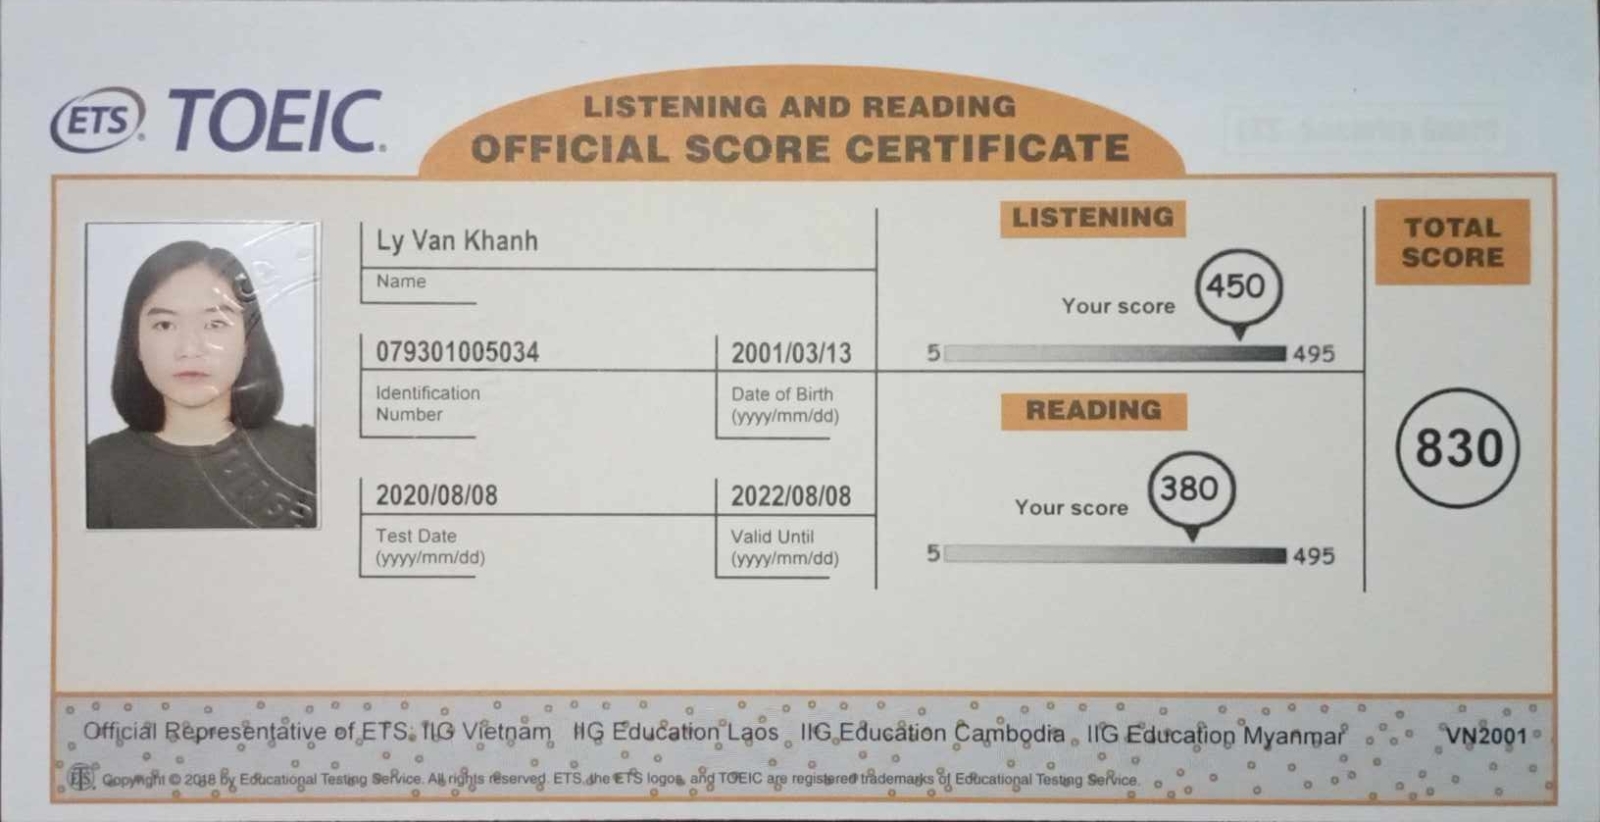 ETS TOEIC
LISTENING AND READING
OFFICIAL SCORE CERTIFICATE
Ly Van Khanh
Name
079301005034
Identification
Number
2001/03/13
Date of Birth
(yyyy/mm/dd)
2020/08/08
Test Date
(yyyy/mm/dd)
2022/08/08
Valid Until
(yyyy/mm/dd)
LISTENING
Your score
450
5 495
READING
Your score
380
5 495
TOTAL
SCORE
830
Official Representative of ETS: IIG Vietnam IIG Education Laos IIG Education Cambodia IIG Education Myanmar VN2001
ETS Copyright © 2018 by Educational Testing Service. All rights reserved. ETS, the ETS logos, and TOEIC are registered trademarks of Educational Testing Service.